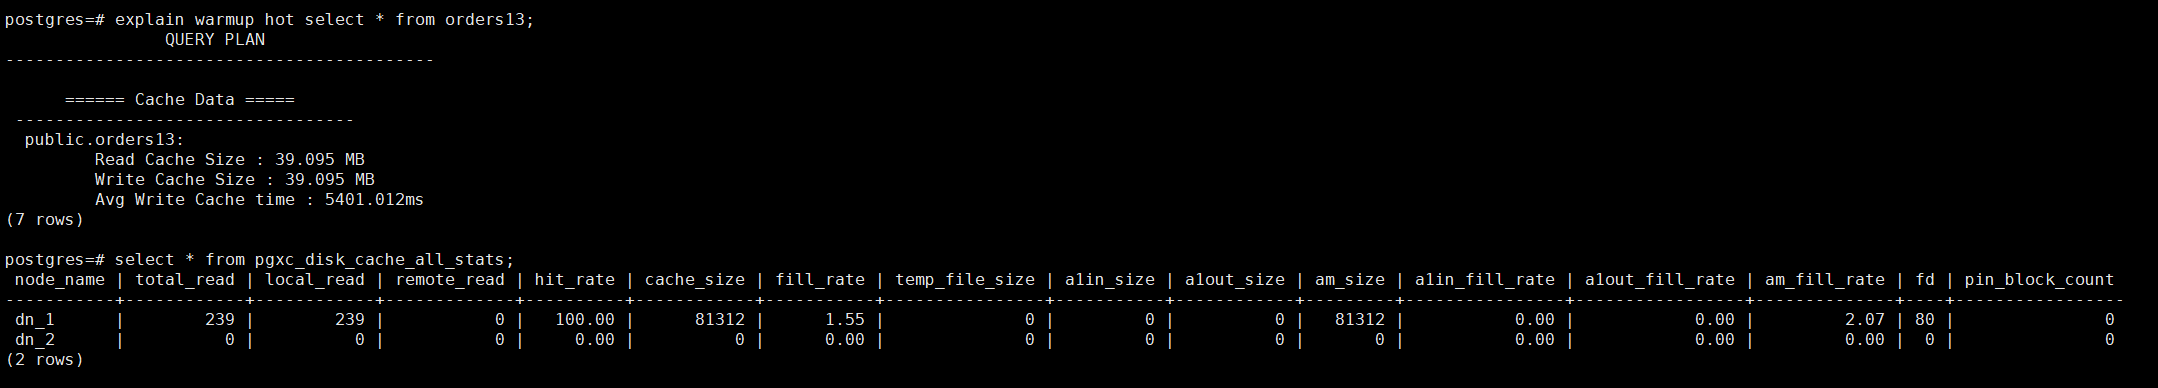 postgres=# explain warmup hot select * from orders13;
                QUERY PLAN
-------------------------------------------

      ====== Cache Data =====
 ----------------------------------
  public.orders13:
         Read Cache Size : 39.095 MB
         Write Cache Size : 39.095 MB
         Avg Write Cache time : 5401.012ms
(7 rows)

postgres=# select * from pgxc_disk_cache_all_stats;
 node_name | total_read | local_read | remote_read | hit_rate | cache_size | fill_rate | temp_file_size | a1in_size | a1out_size | am_size | a1in_fill_rate | a1out_fill_rate | am_fill_rate | fd | pin_block_count
-----------+------------+------------+-------------+----------+------------+-----------+----------------+-----------+------------+---------+----------------+-----------------+--------------+----+-----------------
 dn_1      |        239 |        239 |           0 |   100.00 |      81312 |      1.55 |              0 |         0 |          0 |   81312 |           0.00 |            0.00 |         2.07 | 80 |               0
 dn_2      |          0 |          0 |           0 |     0.00 |          0 |      0.00 |              0 |         0 |          0 |       0 |           0.00 |            0.00 |         0.00 |  0 |               0
(2 rows)